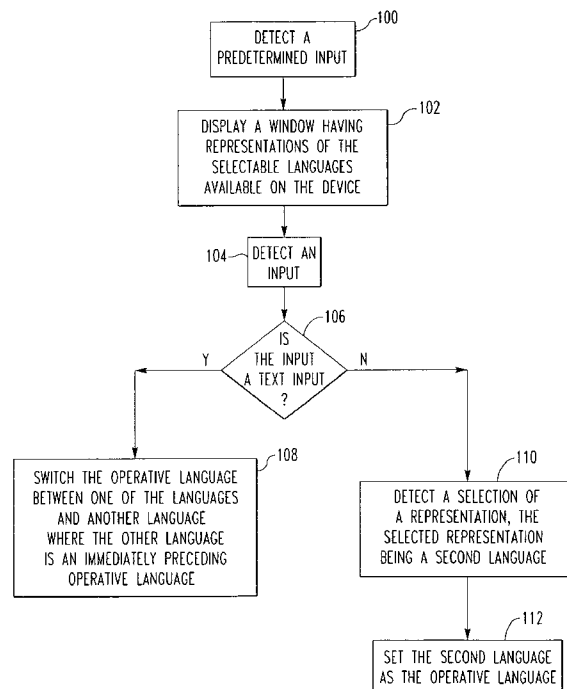 100
DETECT A
PREDETERMINED INPUT
102
DISPLAY A WINDOW HAVING
REPRESENTATIONS OF THE
SELECTABLE LANGUAGES
AVAILABLE ON THE DEVICE
104
DETECT AN
INPUT
106
IS
THE INPUT
A TEXT INPUT
?
Y
N
108
SWITCH THE OPERATIVE LANGUAGE
BETWEEN ONE OF THE LANGUAGES
AND ANOTHER LANGUAGE
WHERE THE OTHER LANGUAGE
IS AN IMMEDIATELY PRECEDING
OPERATIVE LANGUAGE
110
DETECT A SELECTION OF
A REPRESENTATION, THE
SELECTED REPRESENTATION
BEING A SECOND LANGUAGE
112
SET THE SECOND LANGUAGE
AS THE OPERATIVE LANGUAGE